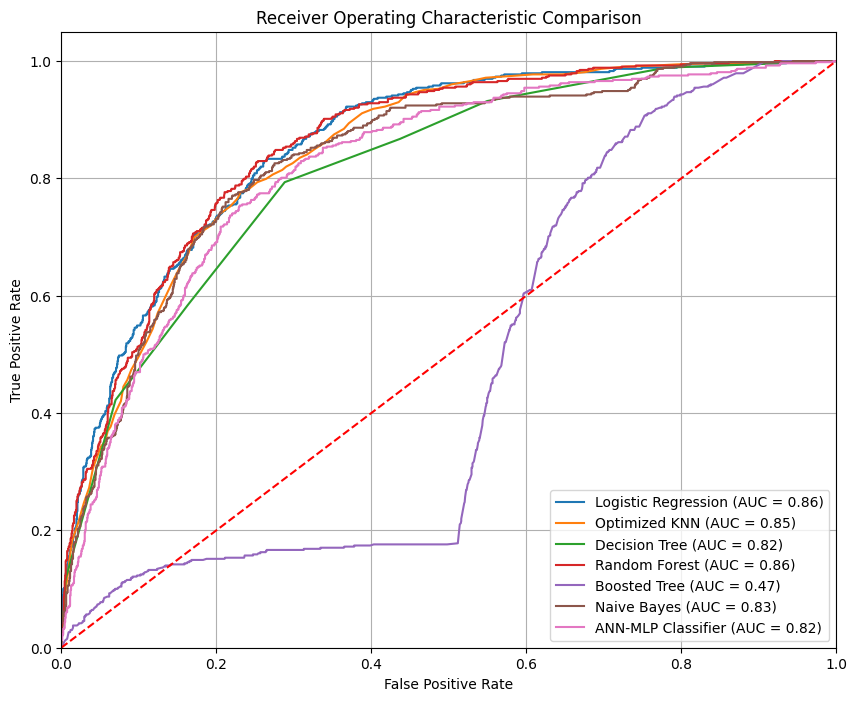 Receiver Operating Characteristic Comparison
True Positive Rate
1.0
0.8
0.6
0.4
0.2
0.0
Logistic Regression (AUC = 0.86)
Optimized KNN (AUC = 0.85)
Decision Tree (AUC = 0.82)
Random Forest (AUC = 0.86)
Boosted Tree (AUC = 0.47)
Naive Bayes (AUC = 0.83)
ANN-MLP Classifier (AUC = 0.82)
0.0 0.2 0.4 0.6 0.8 1.0
False Positive Rate